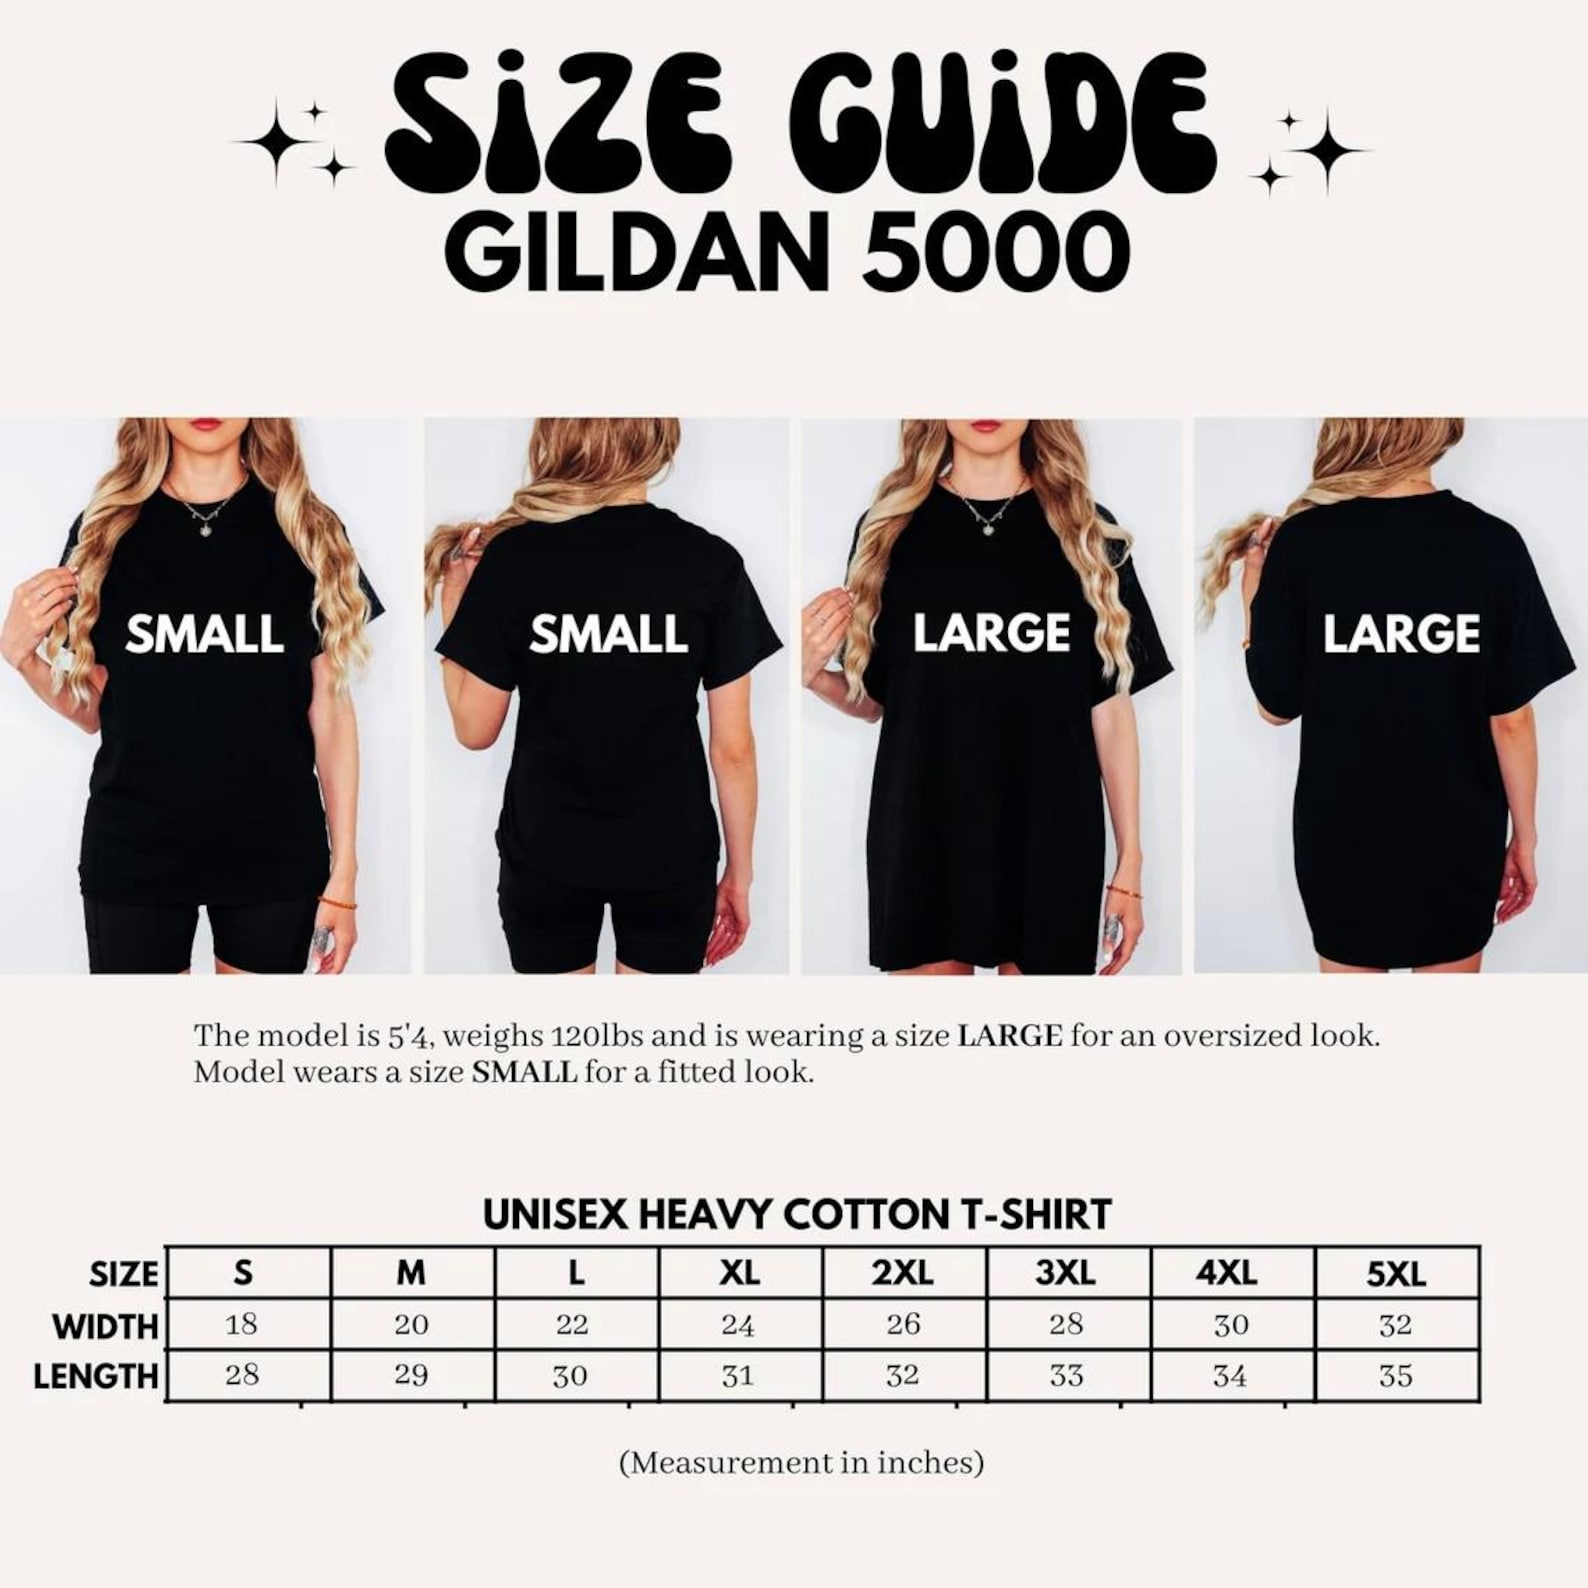 SiZE GUiDE
GILDAN 5000
SMALL
SMALL
LARGE
LARGE
The model is 5'4, weighs 120lbs and is wearing a size LARGE for an oversized look.
Model wears a size SMALL for a fitted look.
UNISEX HEAVY COTTON T-SHIRT
SIZE S M L XL 2XL 3XL 4XL 5XL
WIDTH 18 20 22 24 26 28 30 32
LENGTH 28 29 30 31 32 33 34 35
(Measurement in inches)